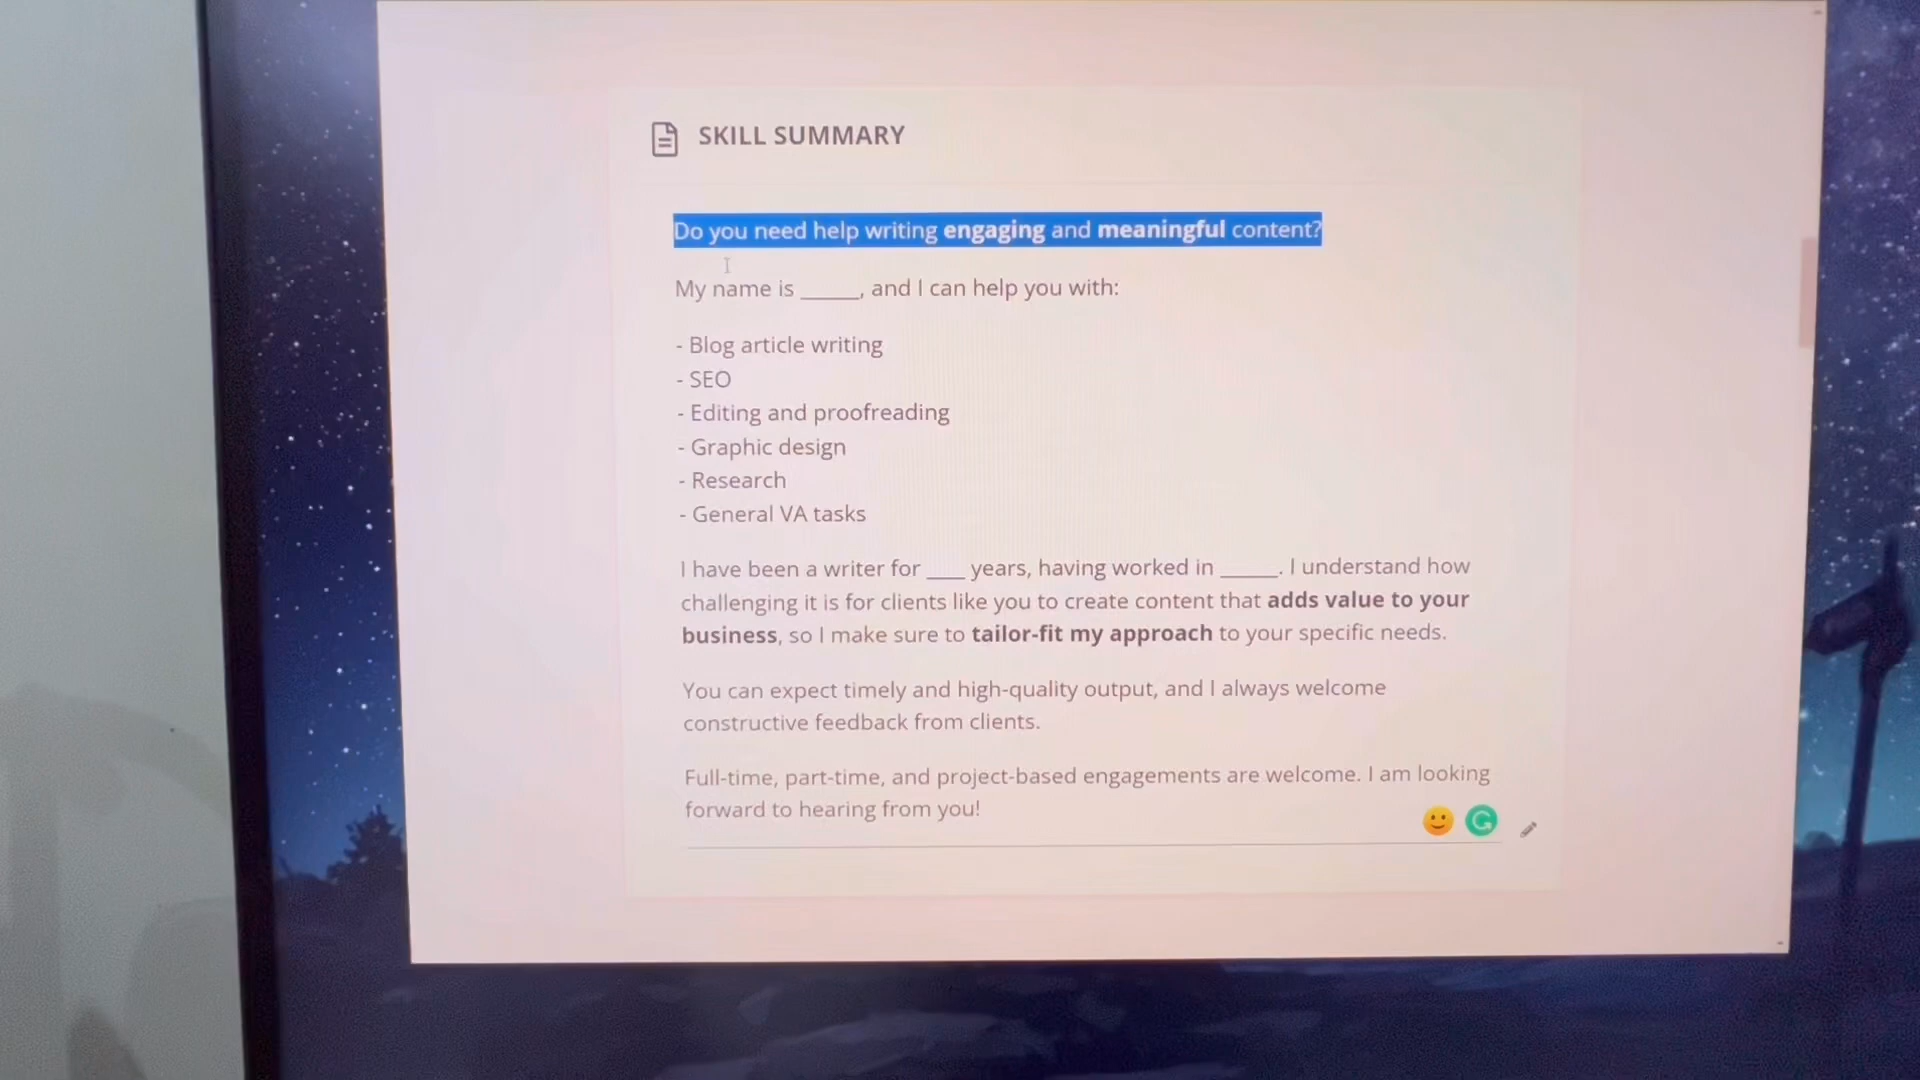 SKILL SUMMARY
Do you need help writing engaging and meaningful content?
My name is _____, and I can help you with:
- Blog article writing
- SEO
- Editing and proofreading
- Graphic design
- Research
- General VA tasks
I have been a writer for ___ years, having worked in _____. I understand how
challenging it is for clients like you to create content that adds value to your
business, so I make sure to tailor-fit my approach to your specific needs.
You can expect timely and high-quality output, and I always welcome
constructive feedback from clients.
Full-time, part-time, and project-based engagements are welcome. I am looking
forward to hearing from you!